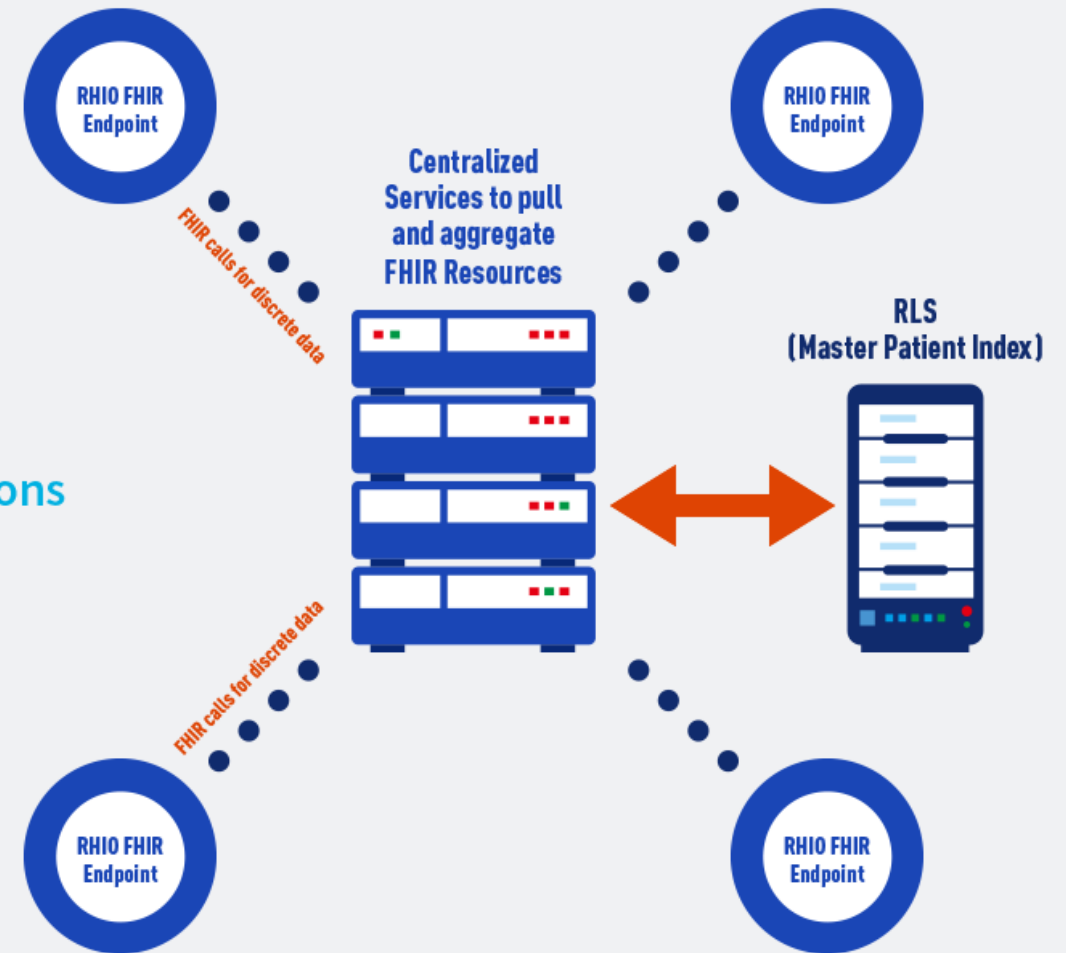 RHIO FHIR
Endpoint
RHIO FHIR
Endpoint
Centralized
Services to pull
and aggregate
FHIR Resources
FHIR calls for discrete data
RLS
(Master Patient Index)
ons
FHIR calls for discrete data
RHIO FHIR
Endpoint
RHIO FHIR
Endpoint